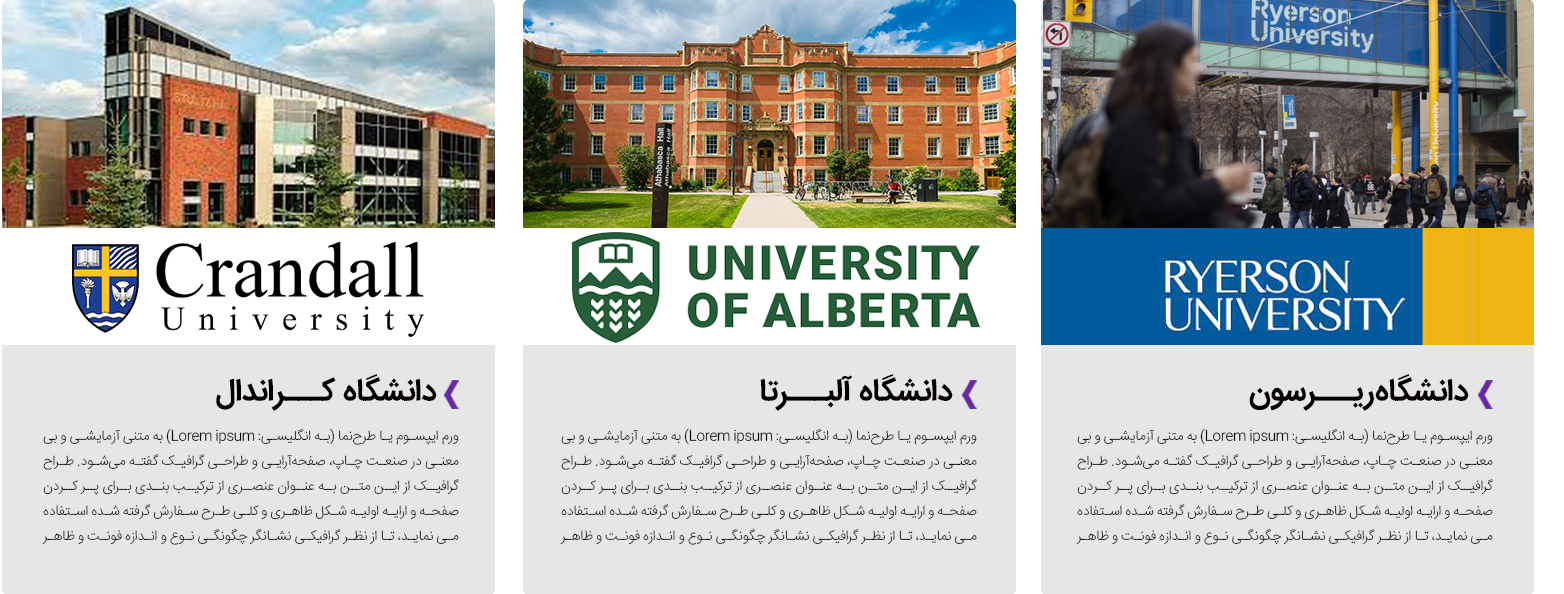 Ryerson
University
RYERSON
UNIVERSITY
دانشگاه‌ریـــرسون
ورم ایپسوم یا طرح‌نما (به انگلیسی: Lorem ipsum) به متنی آزمایشی و بی
معنی در صنعت چاپ، صفحه‌آرایی و طراحی گرافیک گفته می‌شود. طراح
گرافیک از این متن به عنوان عنصری از ترکیب بندی برای پر کردن
صفحه و ارایه اولیه شکل ظاهری و کلی طرح سفارش گرفته شده استفاده
می نماید، تا از نظر گرافیکی نشانگر چگونگی نوع و اندازه فونت و ظاهر
Athabasca Hall
Athabasca Hall
UNIVERSITY
OF ALBERTA
دانشگاه آلبـــرتا
ورم ایپسوم یا طرح‌نما (به انگلیسی: Lorem ipsum) به متنی آزمایشی و بی
معنی در صنعت چاپ، صفحه‌آرایی و طراحی گرافیک گفته می‌شود. طراح
گرافیک از این متن به عنوان عنصری از ترکیب بندی برای پر کردن
صفحه و ارایه اولیه شکل ظاهری و کلی طرح سفارش گرفته شده استفاده
می نماید، تا از نظر گرافیکی نشانگر چگونگی نوع و اندازه فونت و ظاهر
Crandall
University
دانشگاه کـــراندال
ورم ایپسوم یا طرح‌نما (به انگلیسی: Lorem ipsum) به متنی آزمایشی و بی
معنی در صنعت چاپ، صفحه‌آرایی و طراحی گرافیک گفته می‌شود. طراح
گرافیک از این متن به عنوان عنصری از ترکیب بندی برای پر کردن
صفحه و ارایه اولیه شکل ظاهری و کلی طرح سفارش گرفته شده استفاده
می نماید، تا از نظر گرافیکی نشانگر چگونگی نوع و اندازه فونت و ظاهر